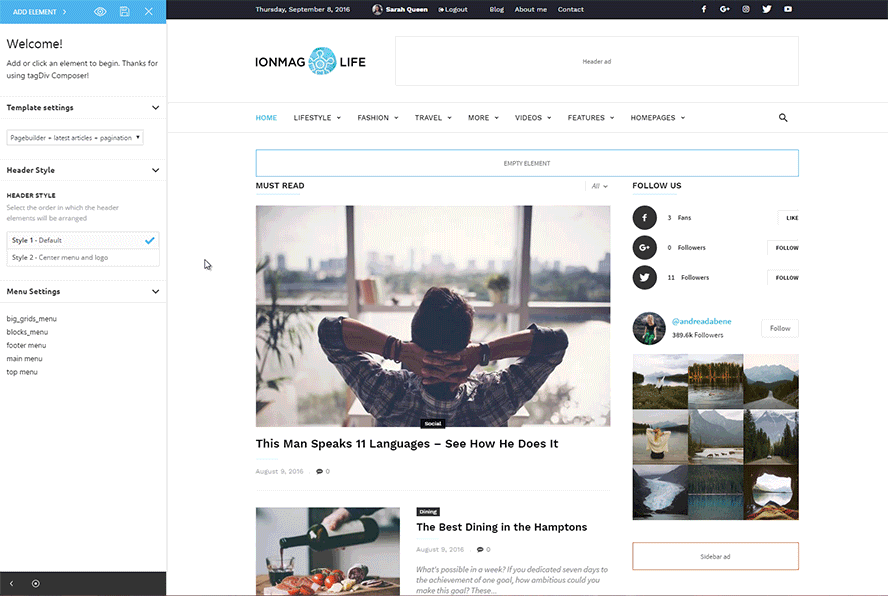 ADD ELEMENT
Welcome!
Add or click an element to begin. Thanks for
using tagDiv Composer!
Template settings
Pagebuilder + latest articles + pagination
Header Style
HEADER STYLE
Select the order in which the header
elements will be arranged
Style 1 - Default
Style 2 - Center menu and logo
Menu Settings
big_grids_menu
blocks_menu
footer menu
main menu
top menu
Thursday, September 8, 2016 Sarah Queen Logout Blog About me Contact
IONMAG LIFE
Header ad
HOME LIFESTYLE FASHION TRAVEL MORE VIDEOS FEATURES HOMEPAGES
EMPTY ELEMENT
MUST READ All
Social
This Man Speaks 11 Languages – See How He Does It
August 9, 2016 0
Dining
The Best Dining in the Hamptons
August 9, 2016 0
What's possible in a week? If you dedicated seven days
to the achievement of one goal, how ambitious could you
make this goal? These...
FOLLOW US
3 Fans LIKE
0 Followers FOLLOW
11 Followers FOLLOW
@andreadabene
389.6k Followers
Follow
Sidebar ad